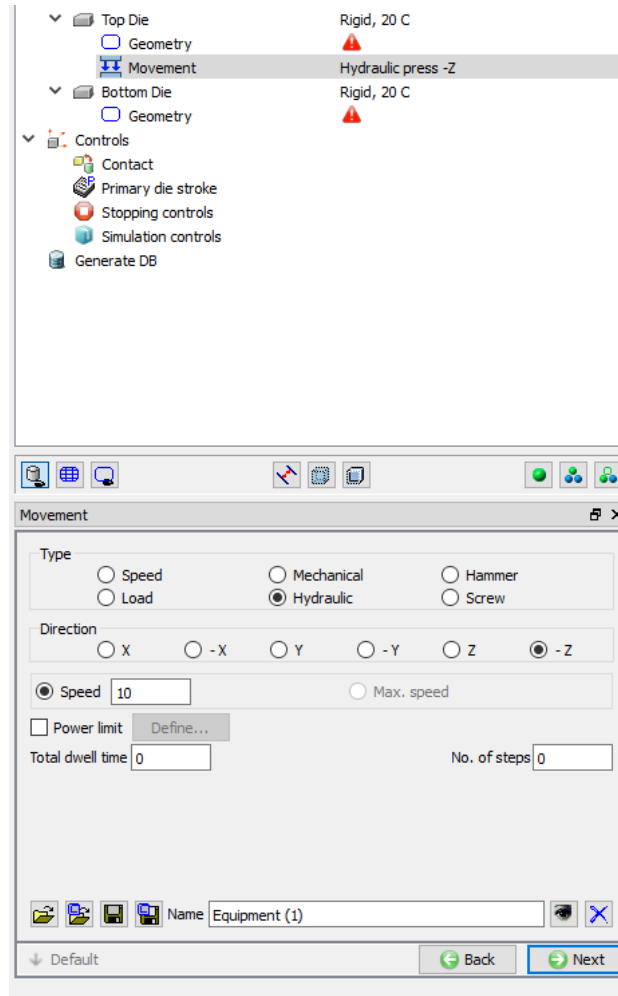 Top Die Rigid, 20 C
Geometry
Movement Hydraulic press -Z
Bottom Die Rigid, 20 C
Geometry
Controls
Contact
Primary die stroke
Stopping controls
Simulation controls
Generate DB
Movement
Type
Speed Mechanical Hammer
Load Hydraulic Screw
Direction
X - X Y - Y Z - Z
Speed 10 Max. speed
Power limit Define...
Total dwell time 0 No. of steps 0
Name Equipment (1)
Default Back Next